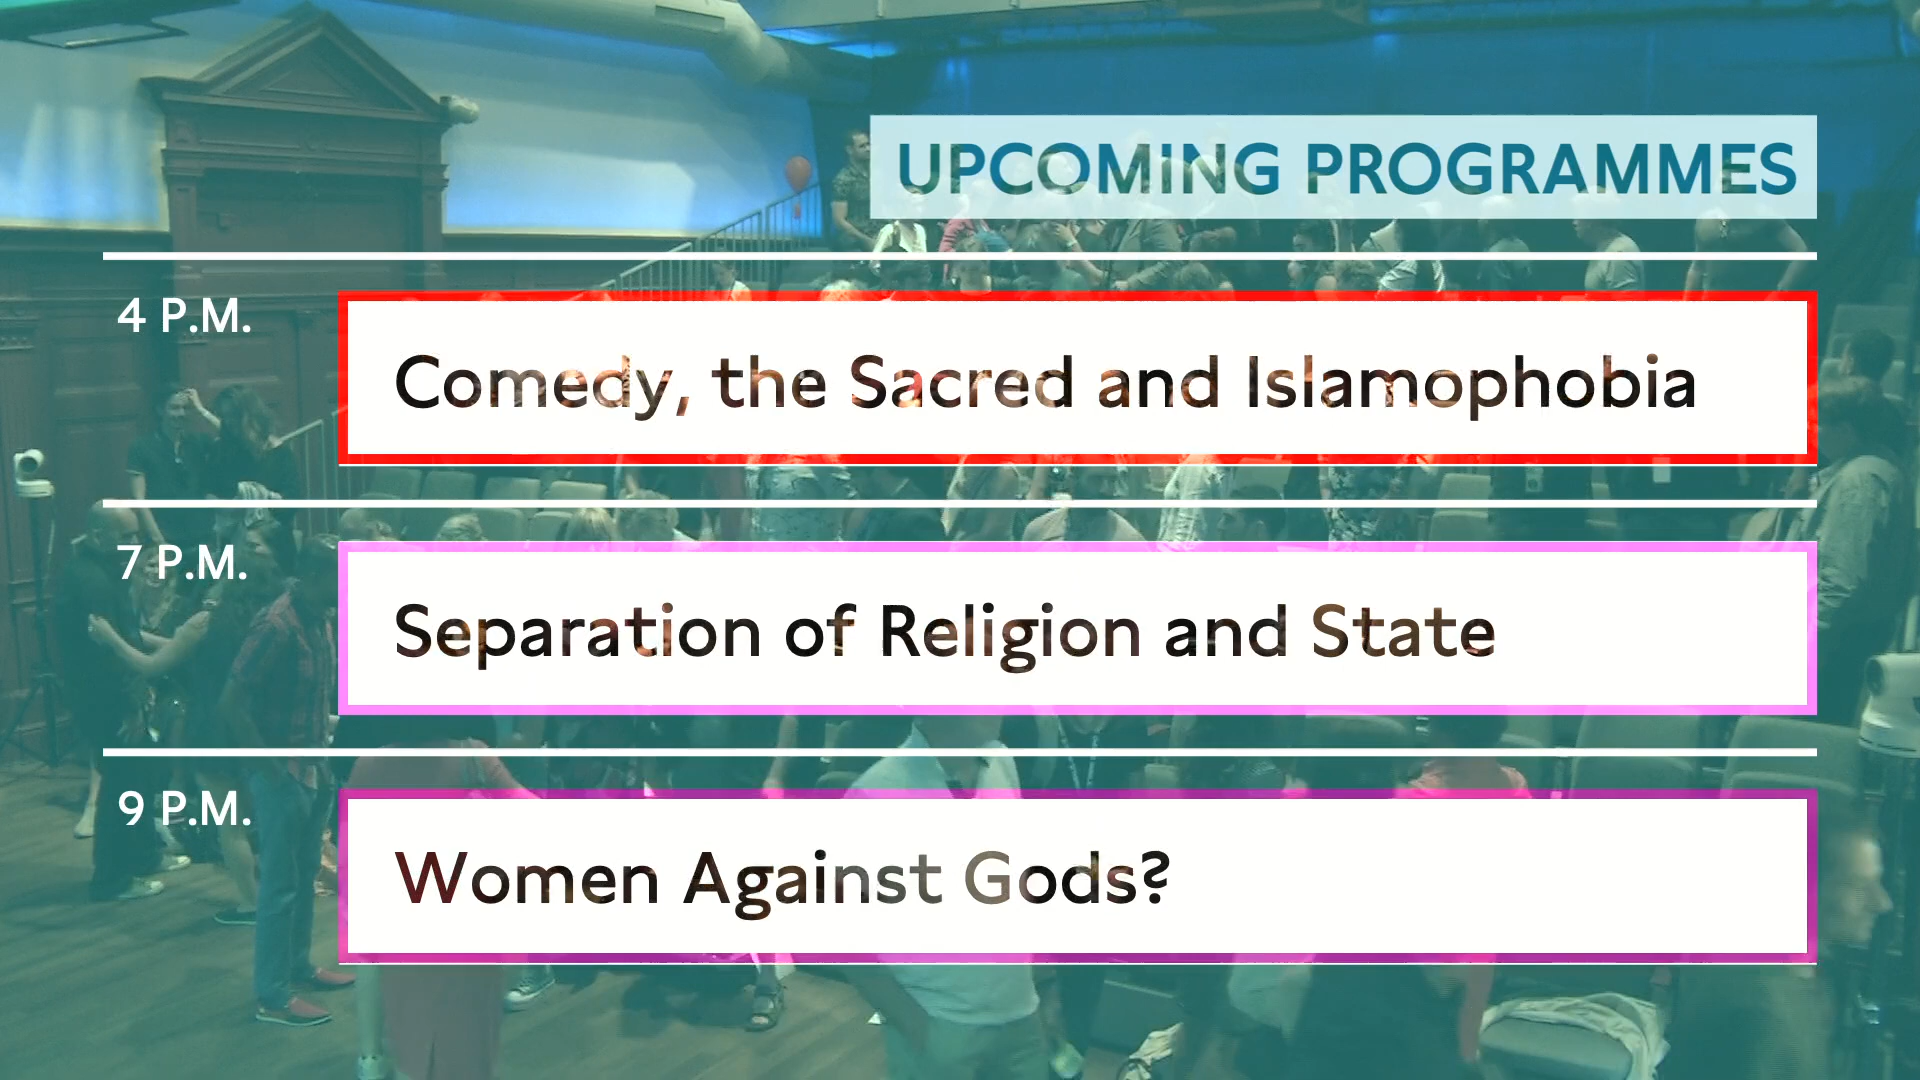 UPCOMING PROGRAMMES
4 P.M.
Comedy, the Sacred and Islamophobia
7 P.M.
Separation of Religion and State
9 P.M.
Women Against Gods?